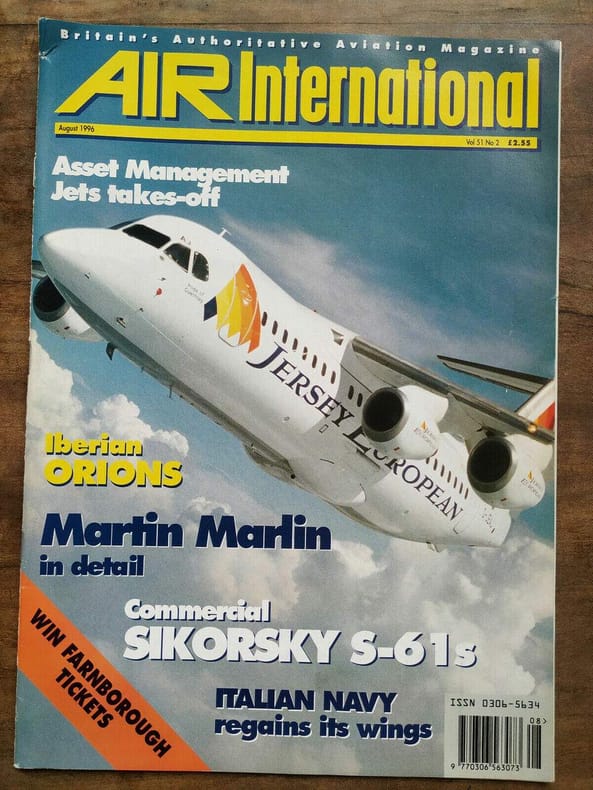 Britain's Authoritative Aviation Magazine
AIR International
August 1996
Vol 51 No 2 £2.55
Asset Management
Jets takes-off
JERSEY EUROPEAN
Iberian
ORIONS
Martin Marlin
in detail
Commercial
SIKORSKY S-61s
WIN FARNBOROUGH
TICKETS
ITALIAN NAVY
regains its wings
ISSN 0306-5634
08>
9 770306 563073